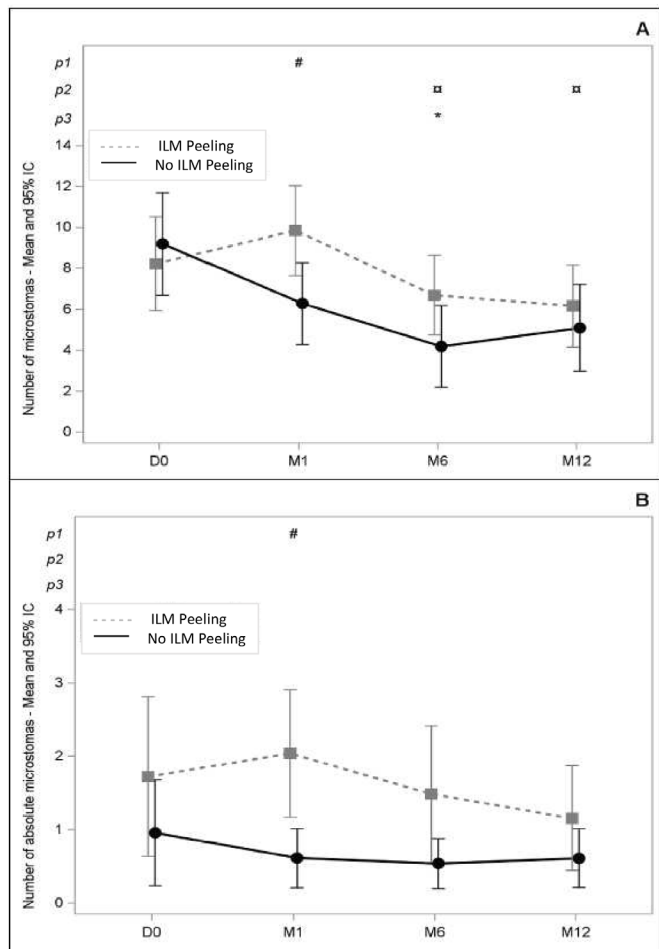 A
p1 #
p2 ¤ ¤
p3 *
ILM Peeling
No ILM Peeling
Number of microstomas - Mean and 95% IC
14
12
10
8
6
4
2
0
D0 M1 M6 M12
B
p1 #
p2
p3
ILM Peeling
No ILM Peeling
Number of absolute microstomas - Mean and 95% IC
4
3
2
1
0
D0 M1 M6 M12